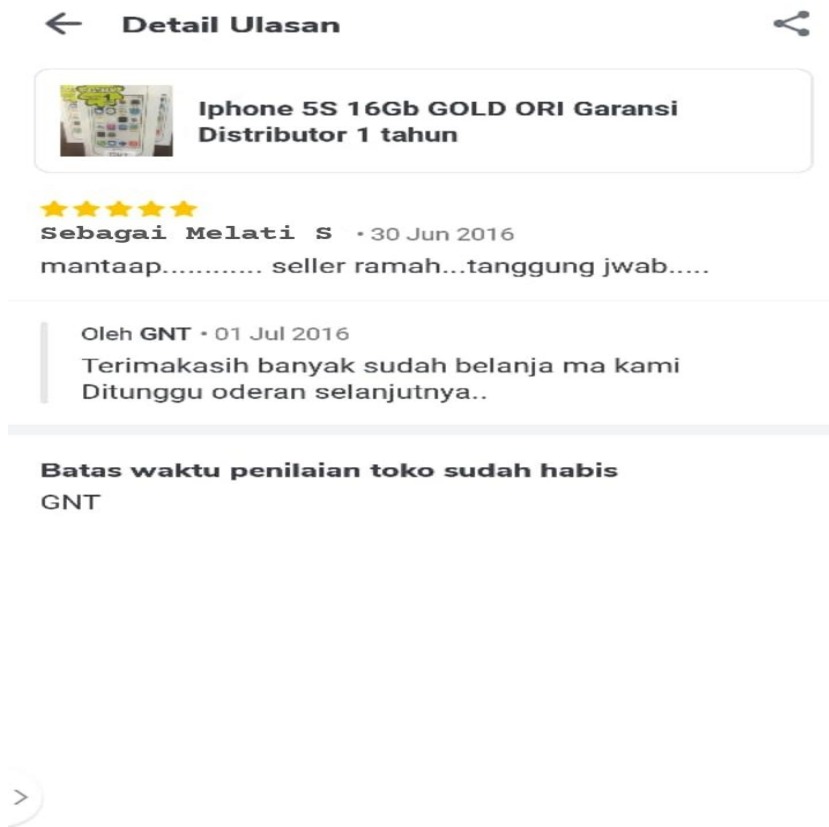 Detail Ulasan
Iphone 5S 16Gb GOLD ORI Garansi
Distributor 1 tahun
Sebagai Melati S • 30 Jun 2016
mantaap............ seller ramah...tanggung jwab.....
Oleh GNT • 01 Jul 2016
Terimakasih banyak sudah belanja ma kami
Ditunggu oderan selanjutnya..
Batas waktu penilaian toko sudah habis
GNT